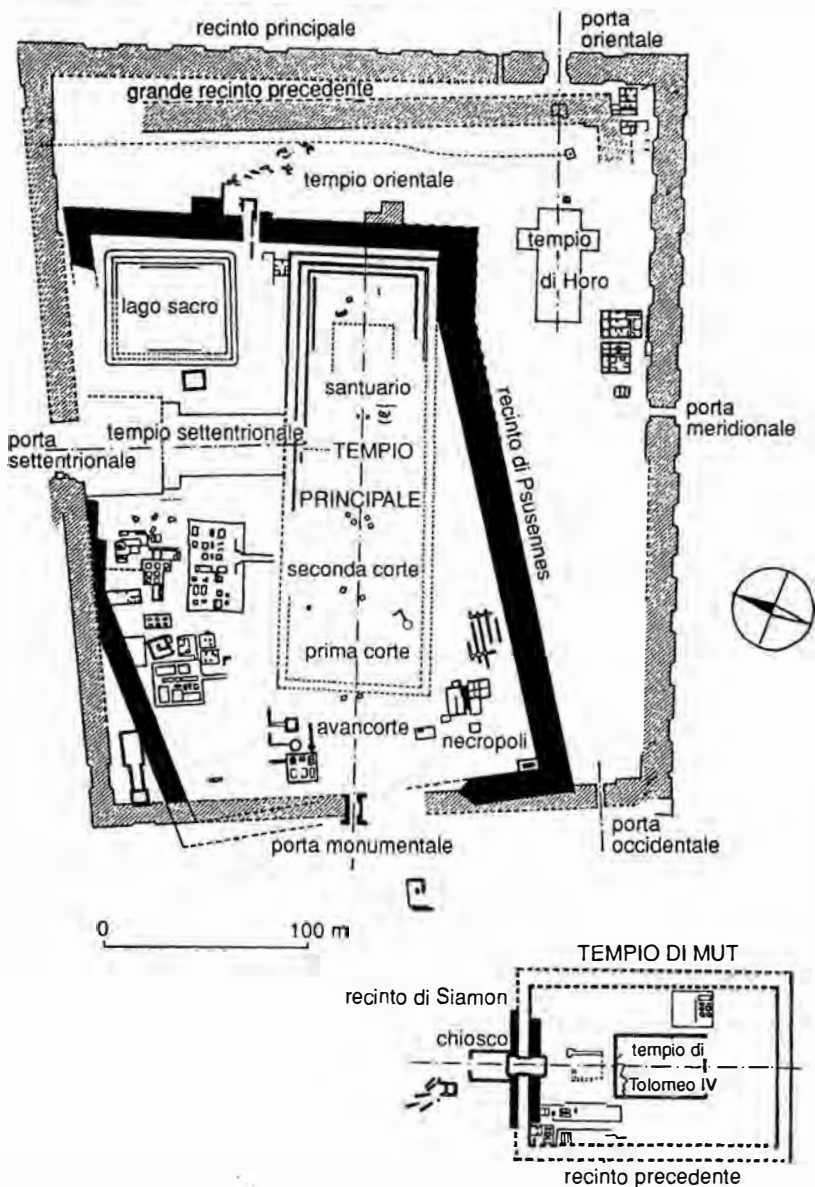 recinto principale
porta
orientale
grande recinto precedente
tempio orientale
tempio
di Horo
lago sacro
santuario
porta
settentrionale
tempio settentrionale
TEMPIO
PRINCIPALE
recinto di Psusennes
porta
meridionale
seconda corte
prima corte
avancorte
necropoli
porta monumentale
porta
occidentale
0 100 m
TEMPIO DI MUT
recinto di Siamon
chiosco
tempio di
Tolomeo IV
recinto precedente